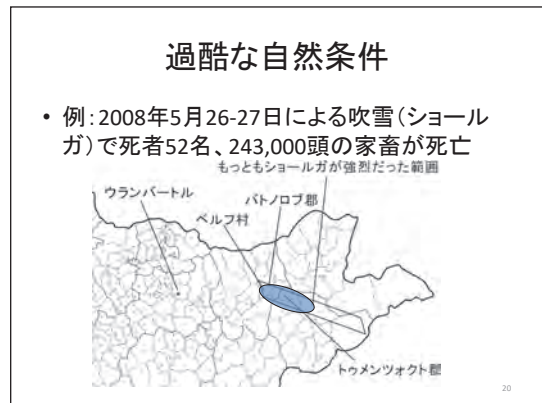 過酷な自然条件
• 例：2008年5月26-27日による吹雪（ショール
ガ）で死者52名、243,000頭の家畜が死亡
もっともショールガが強烈だった範囲
ウランバートル
バトノロブ郡
ベルフ村
トゥメンツォクト郡
20